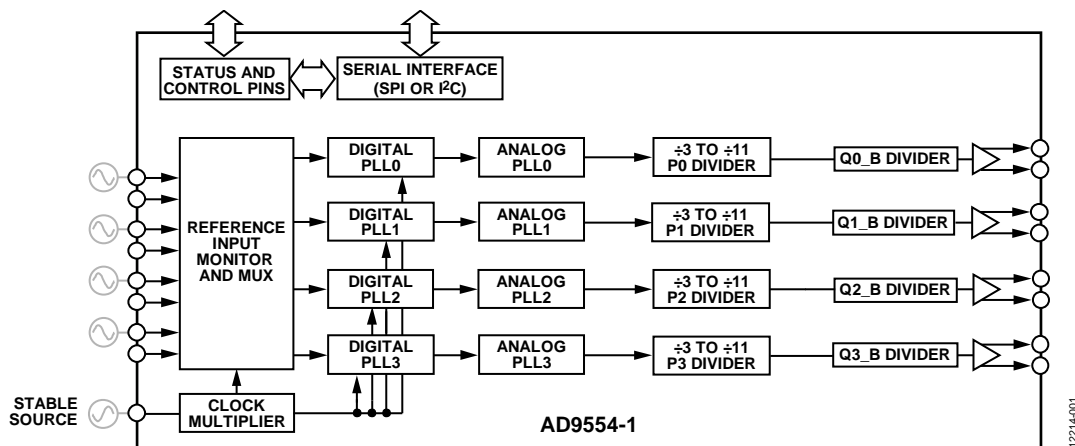 STATUS AND
CONTROL PINS
SERIAL INTERFACE
(SPI OR I²C)
REFERENCE
INPUT
MONITOR
AND MUX
DIGITAL
PLL0
ANALOG
PLL0
÷3 TO ÷11
P0 DIVIDER
Q0_B DIVIDER
DIGITAL
PLL1
ANALOG
PLL1
÷3 TO ÷11
P1 DIVIDER
Q1_B DIVIDER
DIGITAL
PLL2
ANALOG
PLL2
÷3 TO ÷11
P2 DIVIDER
Q2_B DIVIDER
DIGITAL
PLL3
ANALOG
PLL3
÷3 TO ÷11
P3 DIVIDER
Q3_B DIVIDER
STABLE
SOURCE
CLOCK
MULTIPLIER
AD9554-1
12214-001